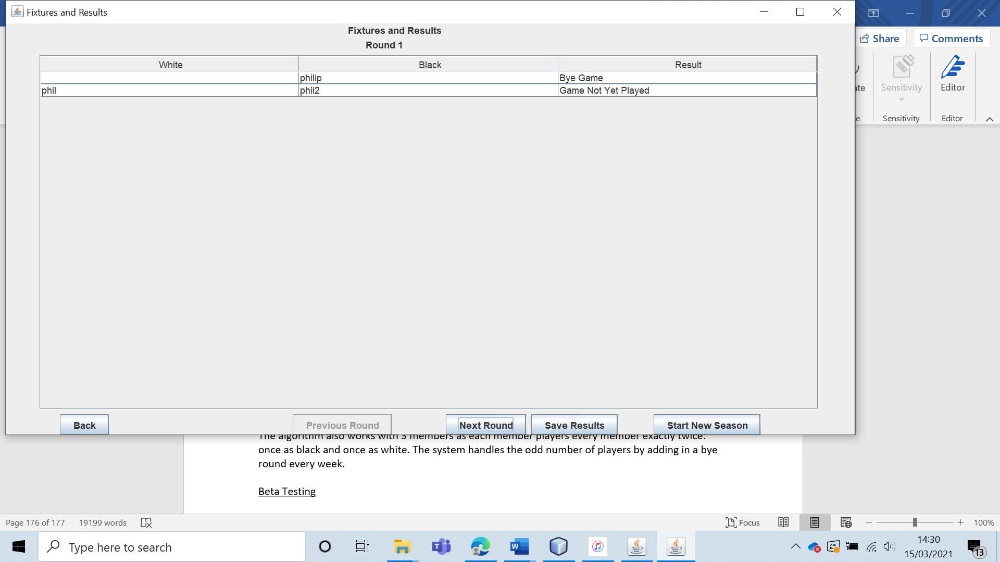 Fixtures and Results
Share
Comments
Fixtures and Results
Round 1
White Black Result
philip Bye Game
phil phil2 Game Not Yet Played
Sensitivity
Editor
Sensitivity
Editor
Back
Previous Round
Next Round
Save Results
Start New Season
The algorithm also works with 3 members as each member players every member exactly twice:
once as black and once as white. The system handles the odd number of players by adding in a bye
round every week.
Beta Testing
Page 176 of 177
19199 words
Focus
100%
Type here to search
14:30
15/03/2021
13